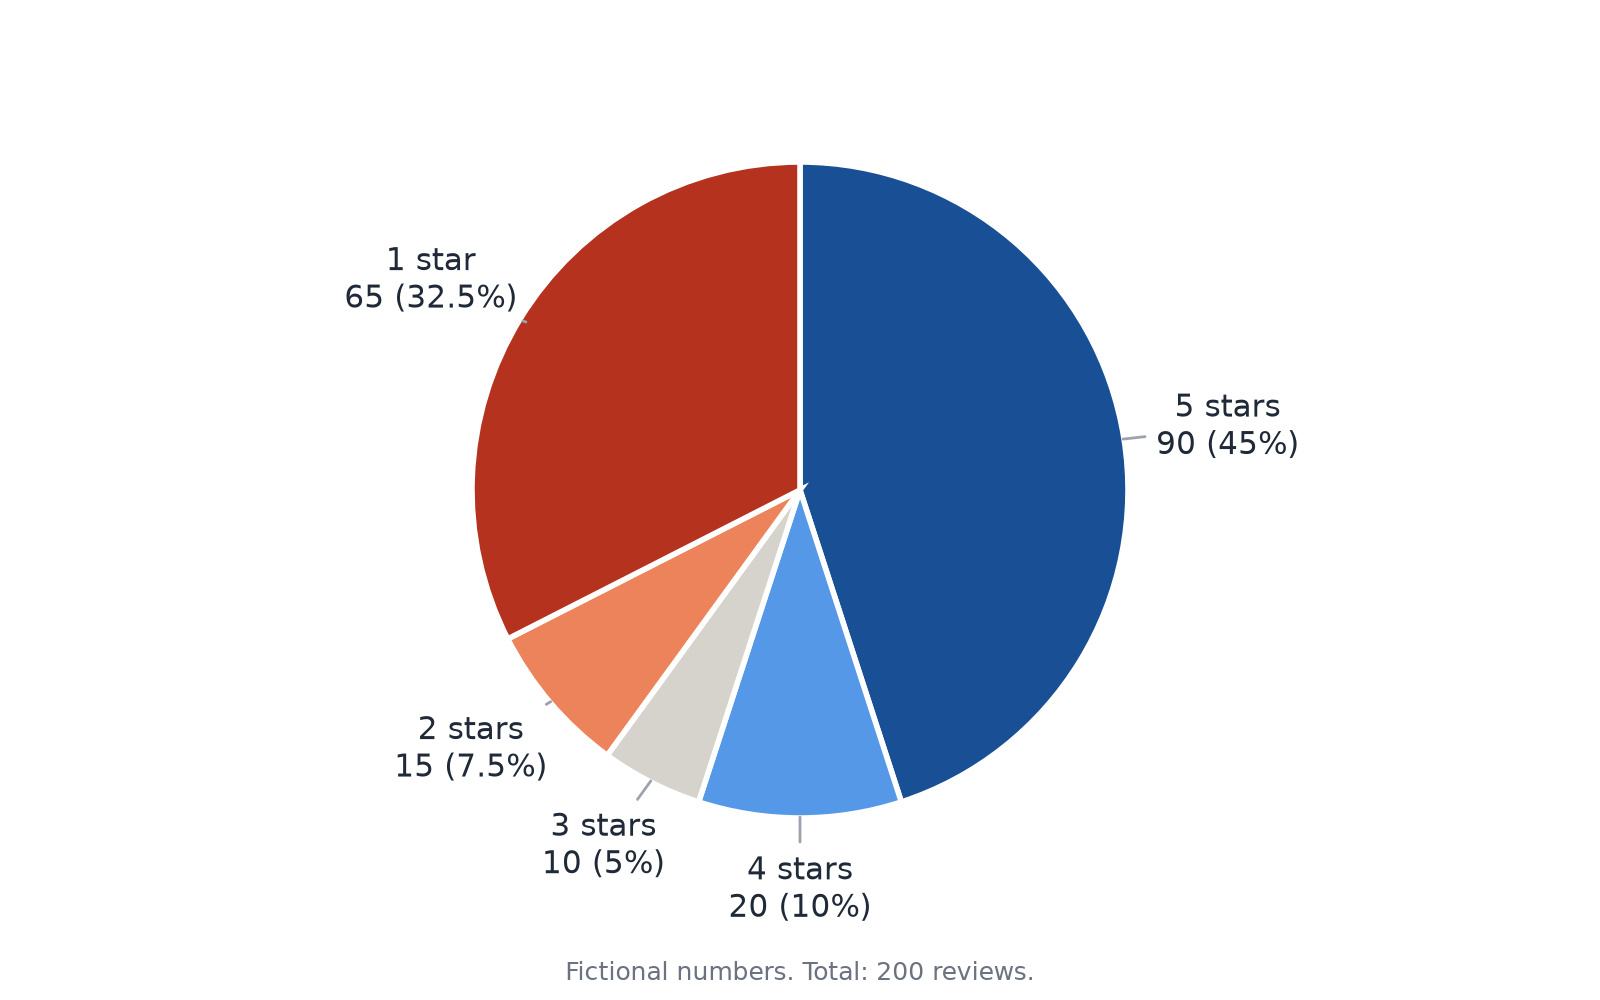 1 star
65 (32.5%)
5 stars
90 (45%)
2 stars
15 (7.5%)
3 stars
10 (5%)
4 stars
20 (10%)
Fictional numbers. Total: 200 reviews.